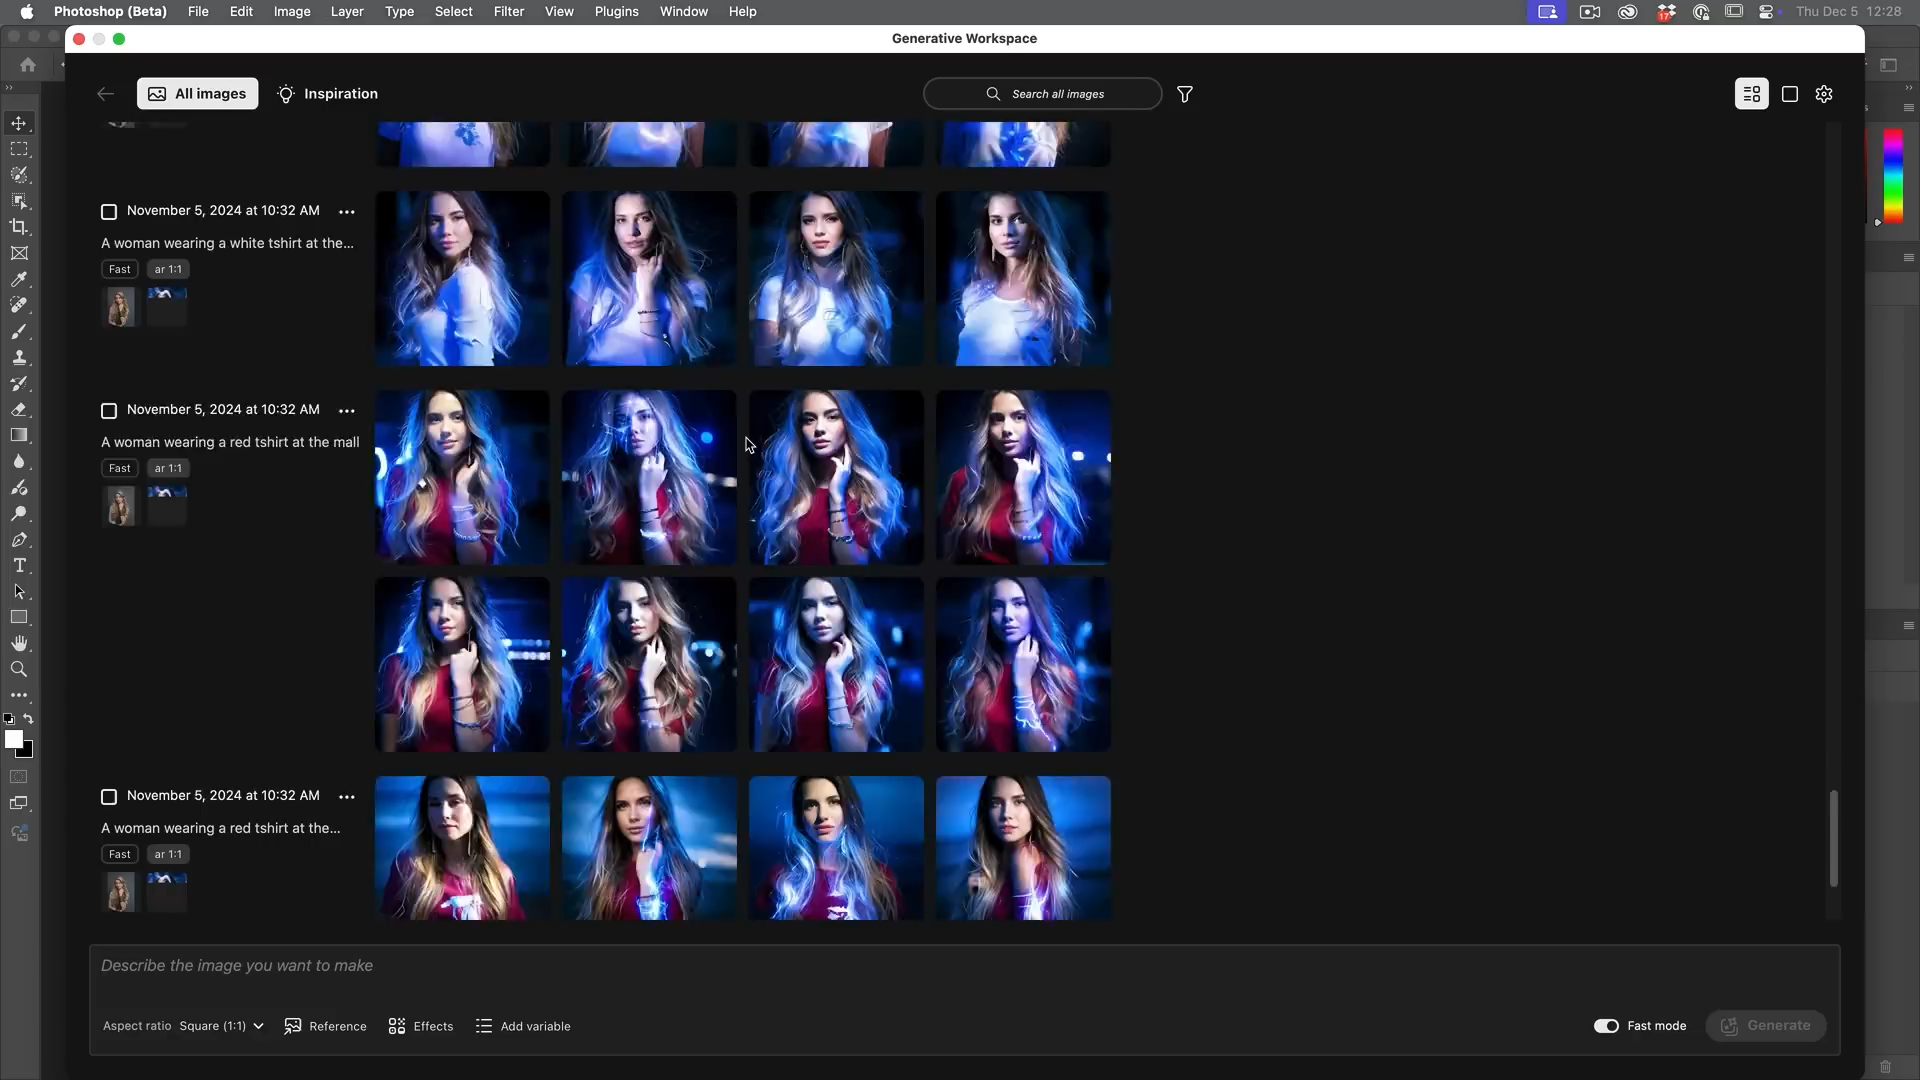 Photoshop (Beta) File Edit Image Layer Type Select Filter View Plugins Window Help 17 Thu Dec 5 12:28
Generative Workspace
All images Inspiration Search all images
November 5, 2024 at 10:32 AM
A woman wearing a white tshirt at the...
Fast ar 1:1
November 5, 2024 at 10:32 AM
A woman wearing a red tshirt at the mall
Fast ar 1:1
November 5, 2024 at 10:32 AM
A woman wearing a red tshirt at the...
Fast ar 1:1
Describe the image you want to make
Aspect ratio Square (1:1) Reference Effects Add variable Fast mode Generate